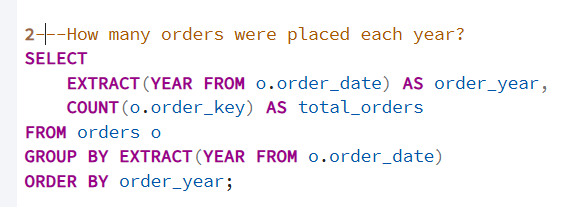 2---How many orders were placed each year?
SELECT
    EXTRACT(YEAR FROM o.order_date) AS order_year,
    COUNT(o.order_key) AS total_orders
FROM orders o
GROUP BY EXTRACT(YEAR FROM o.order_date)
ORDER BY order_year;